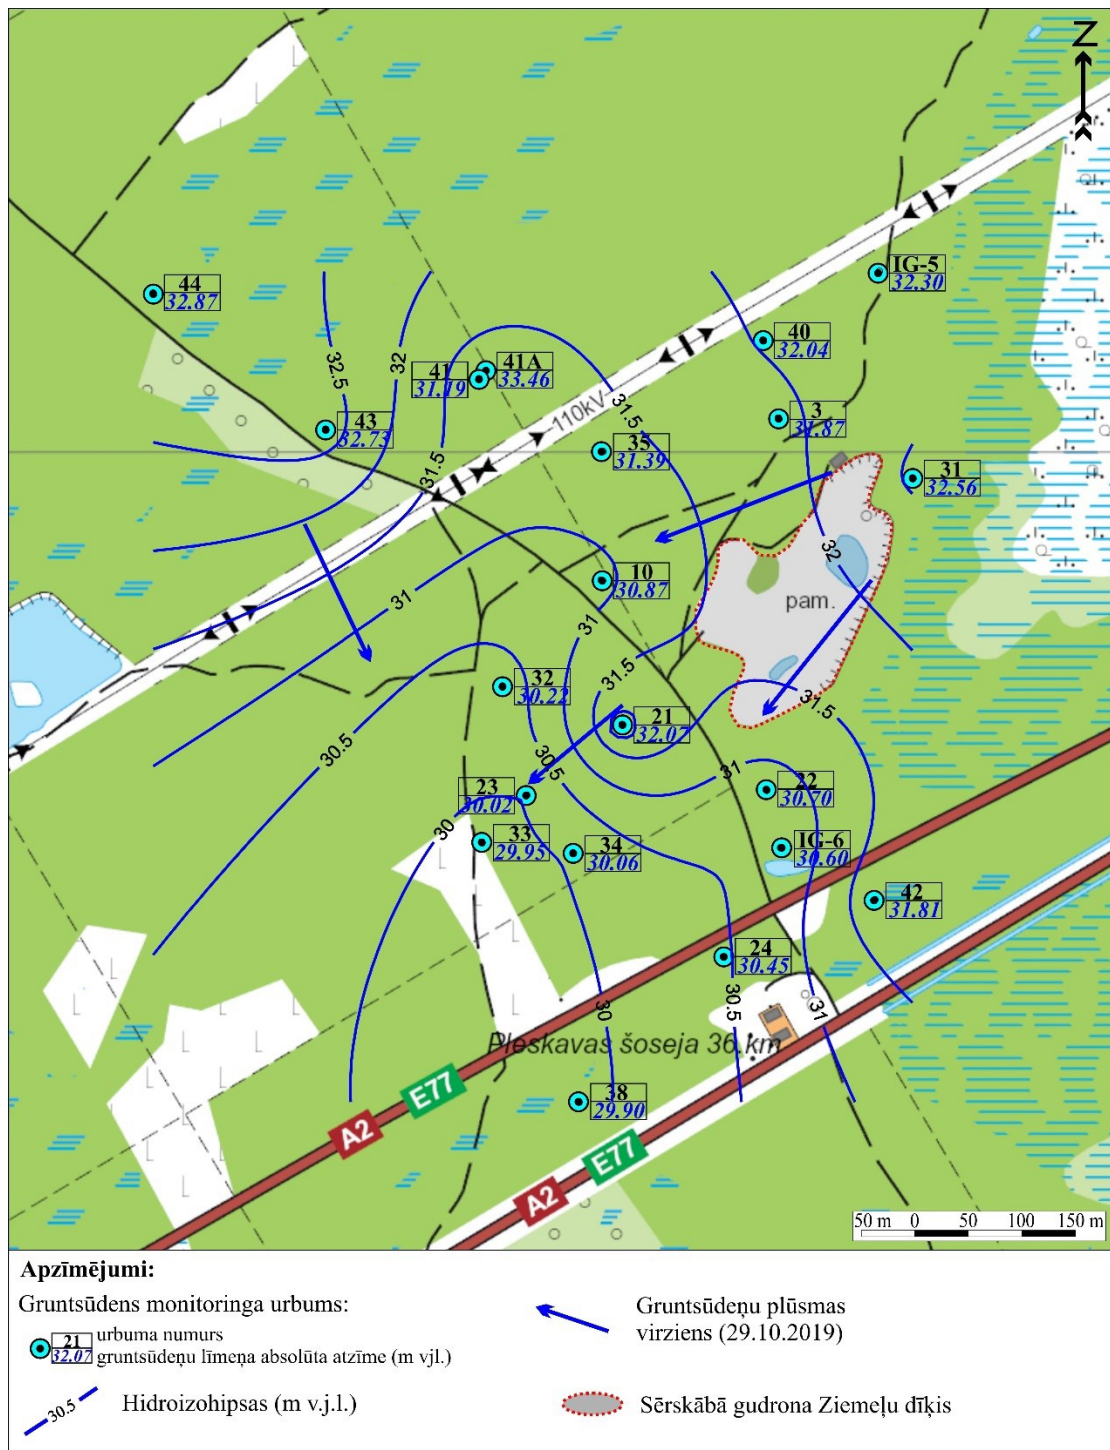 Z
IG-5
32.30
44
32.87
40
32.04
32.5
32
41
31.19
41A
33.46
31.5
110kV
3
31.87
43
32.73
35
31.39
31
32.56
31.5
32
10
30.87
31
pam.
31
31.5
32
30.22
31.5
21
32.07
30.5
30.5
31
23
30.02
22
30.70
30
33
29.95
34
30.06
IG-6
30.60
42
31.81
24
30.45
30.5
30
31
Pleskavas šoseja 36.km
E77
A2
38
29.90
E77
A2
50 m 0 50 100 150 m
Apzīmējumi:
Gruntsūdens monitoringa urbums:
21
32.07
urbuma numurs
gruntsūdeņu līmeņa absolūta atzīme (m vjl.)
Gruntsūdeņu plūsmas
virziens (29.10.2019)
30.5
Hidroizohipsas (m v.j.l.)
Sērskābā gudrona Ziemeļu dīķis